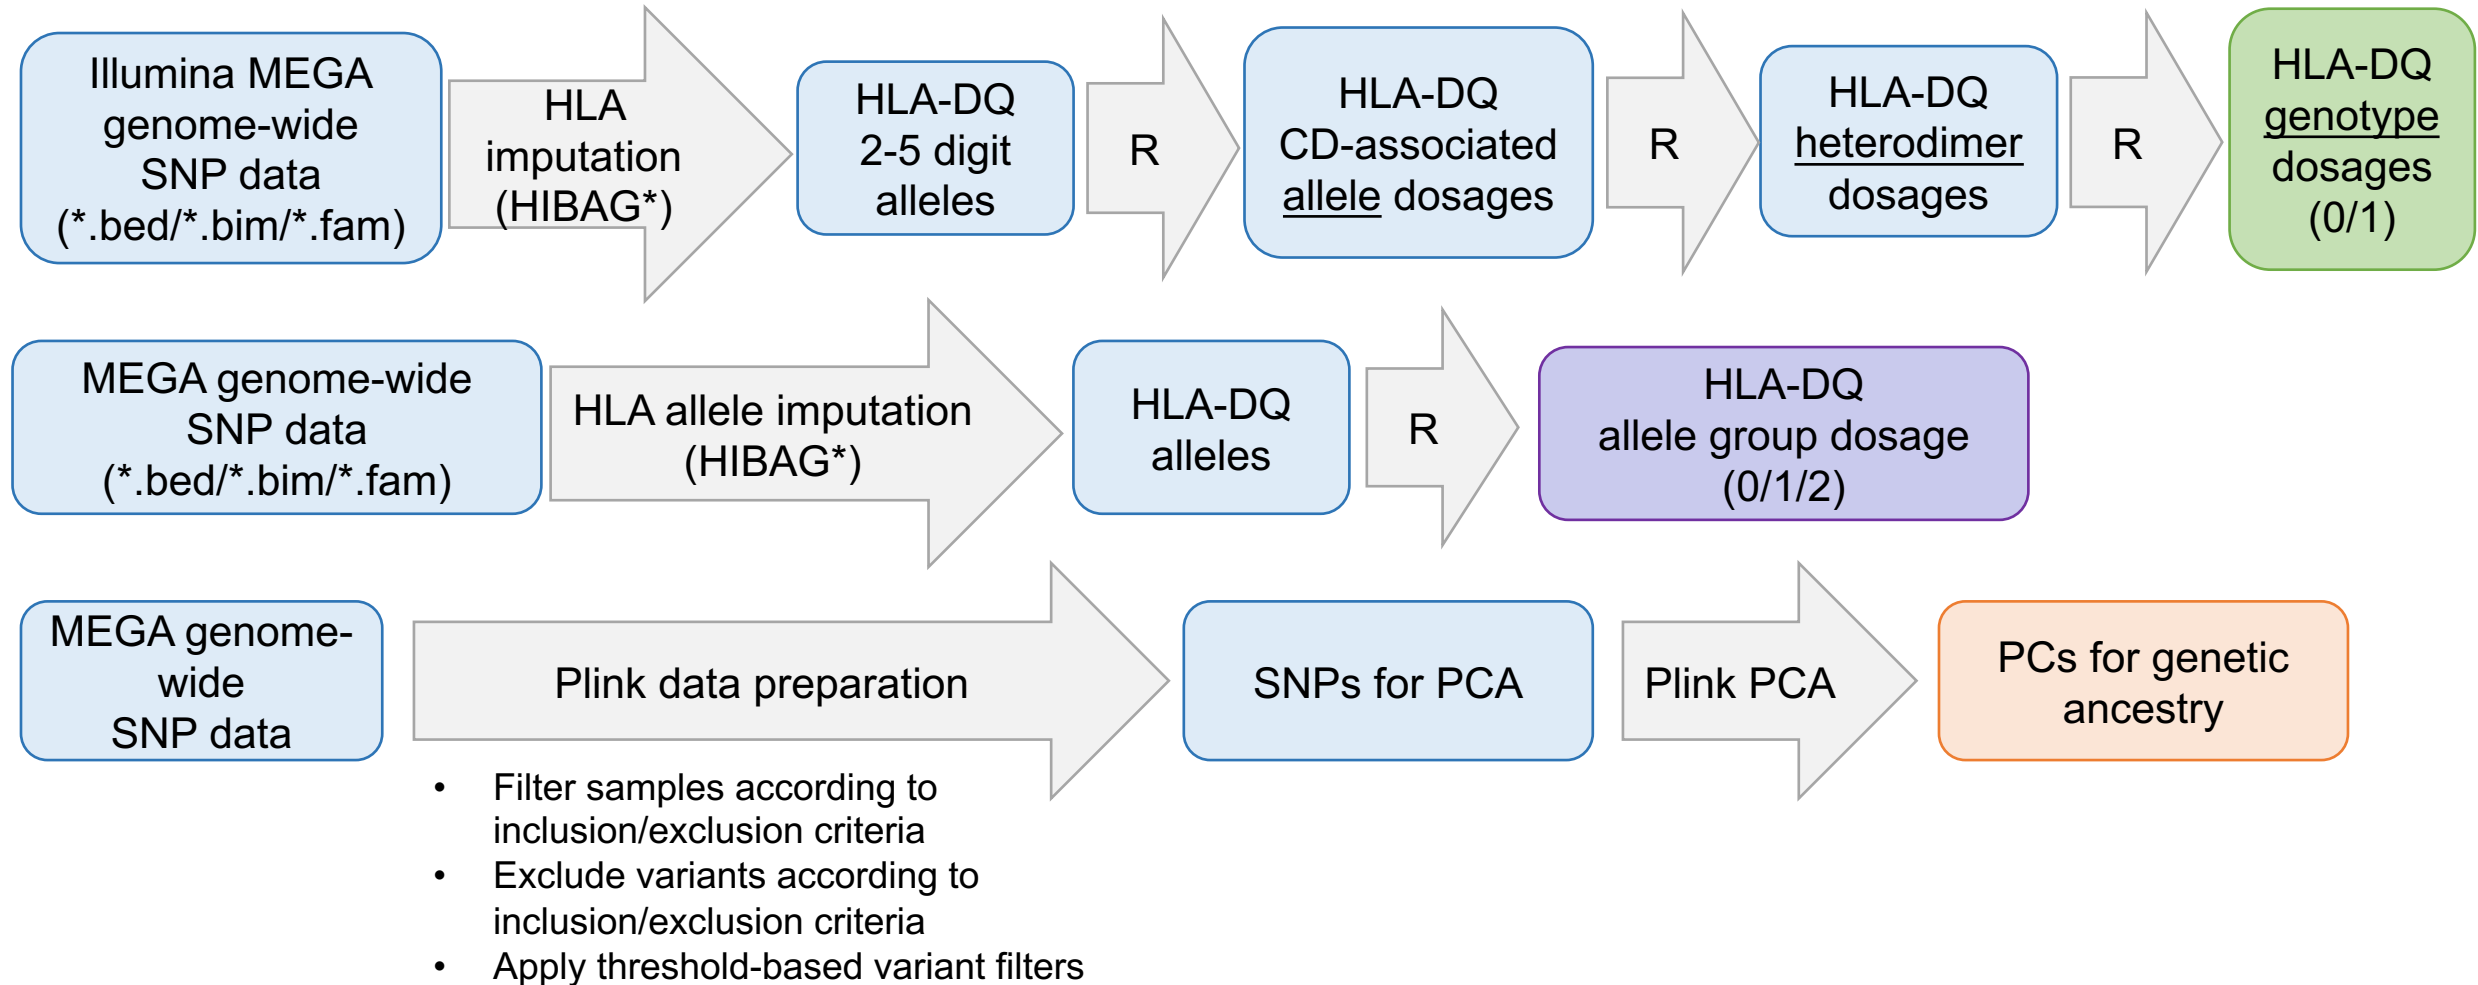 Illumina MEGA
genome-wide
SNP data
(*.bed/*.bim/*.fam)
HLA
imputation
(HIBAG*)
HLA-DQ
2-5 digit
alleles
R
HLA-DQ
CD-associated
allele dosages
R
HLA-DQ
heterodimer
dosages
R
HLA-DQ
genotype
dosages
(0/1)
MEGA genome-wide
SNP data
(*.bed/*.bim/*.fam)
HLA allele imputation
(HIBAG*)
HLA-DQ
alleles
R
HLA-DQ
allele group dosage
(0/1/2)
MEGA genome-
wide
SNP data
Plink data preparation
SNPs for PCA
Plink PCA
PCs for genetic
ancestry
• Filter samples according to
inclusion/exclusion criteria
• Exclude variants according to
inclusion/exclusion criteria
• Apply threshold-based variant filters